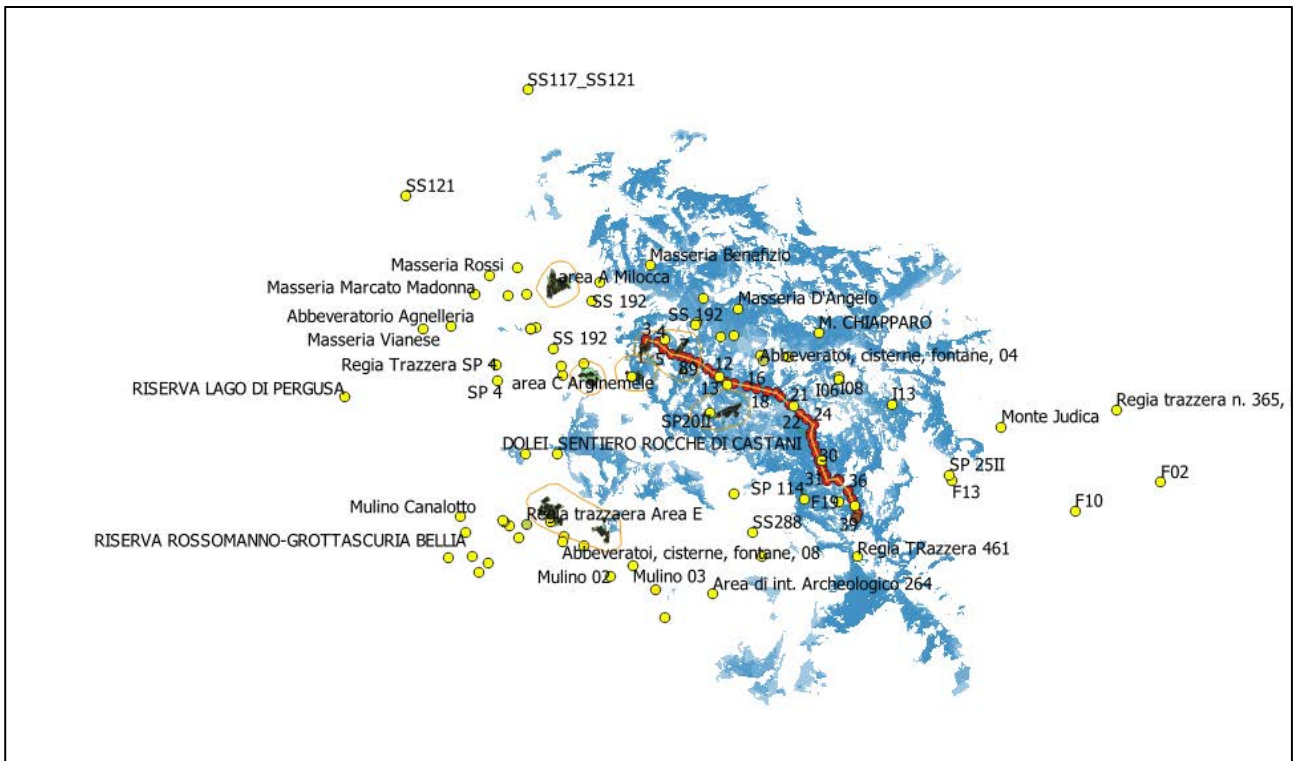 SS117_SS121
SS121
Masseria Benefizio
Masseria Rossi
area A Milocca
Masseria Marcato Madonna
SS 192
Masseria D'Angelo
Abbeveratorio Agnelleria
SS 192
M. CHIAPPARO
3 4
Masseria Vianese
SS 192
7
Abbeveratoi, cisterne, fontane, 04
5
Regia Trazzera SP 4
89
12
area C Arginemele
SP 4
13
16
I06
I08
RISERVA LAGO DI PERGUSA
18
21
I13
Regia trazzera n. 365,
SP20II
22
24
Monte Judica
DOLEI SENTIERO ROCCHE DI CASTANI
30
SP 25II
F02
36
SP 114
F13
Mulino Canalotto
F19
F10
Regia trazzaera Area E
39
SS288
RISERVA ROSSOMANNO-GROTTASCURIA BELLIA
Abbeveratoi, cisterne, fontane, 08
Regia TRazzera 461
Mulino 02
Mulino 03
Area di int. Archeologico 264